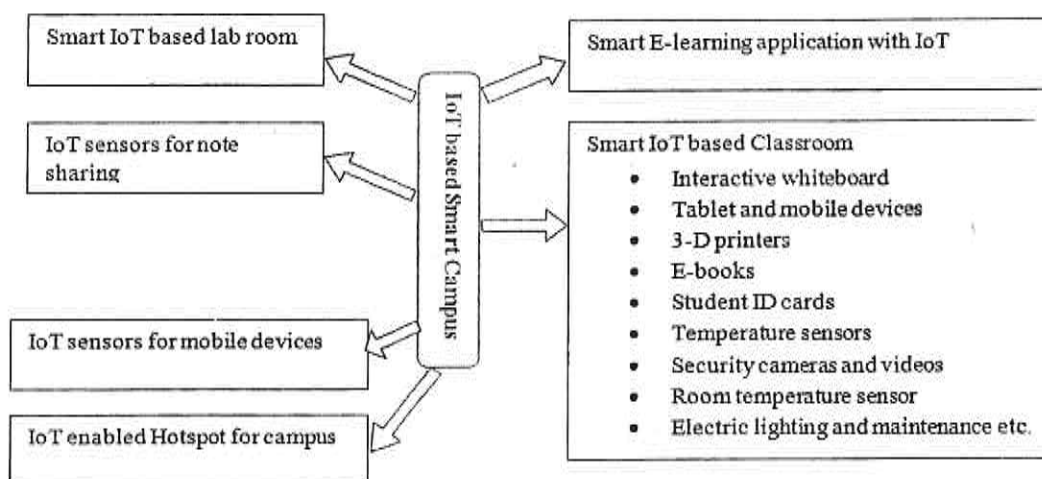 Smart IoT based lab room
IoT sensors for note
sharing
IoT sensors for mobile devices
IoT enabled Hotspot for campus
IoT based Smart Campus
Smart E-learning application with IoT
Smart IoT based Classroom
• Interactive whiteboard
• Tablet and mobile devices
• 3-D printers
• E-books
• Student ID cards
• Temperature sensors
• Security cameras and videos
• Room temperature sensor
• Electric lighting and maintenance etc.